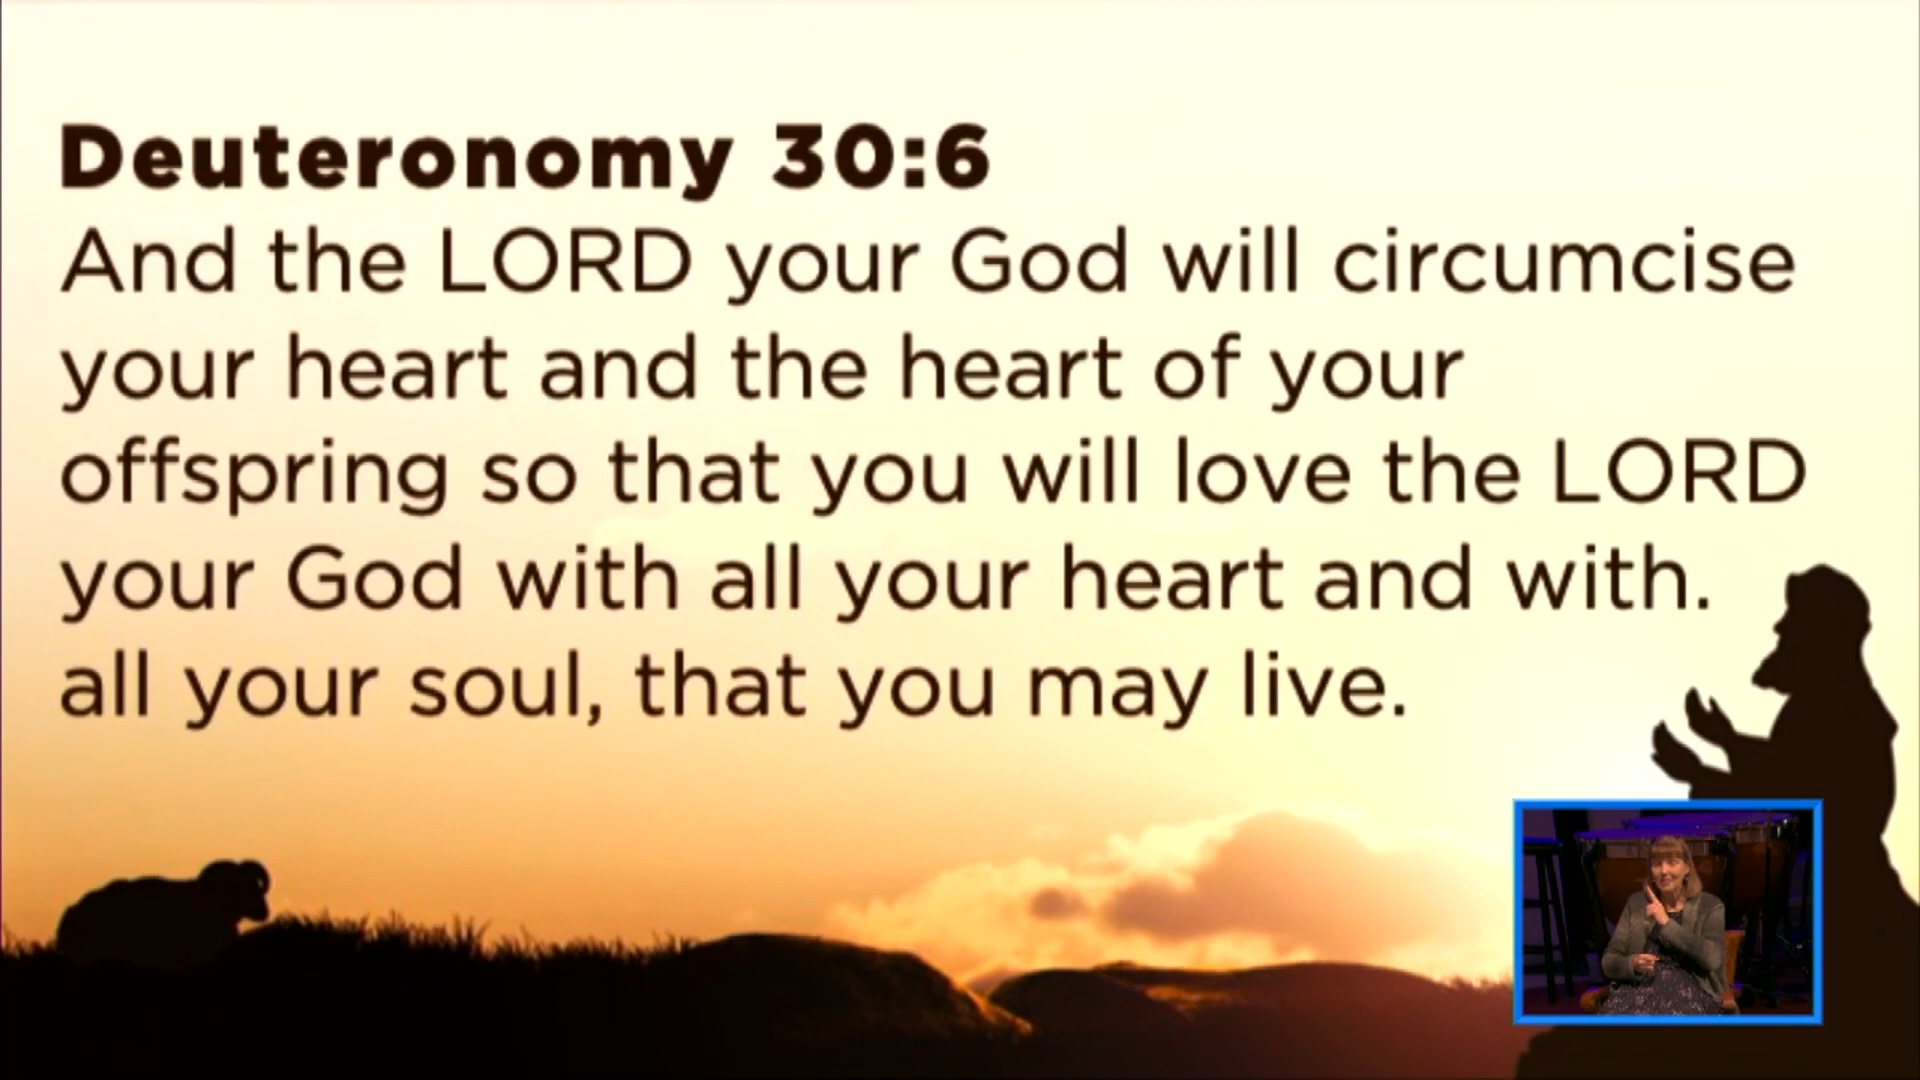 Deuteronomy 30:6
And the LORD your God will circumcise
your heart and the heart of your
offspring so that you will love the LORD
your God with all your heart and with.
all your soul, that you may live.